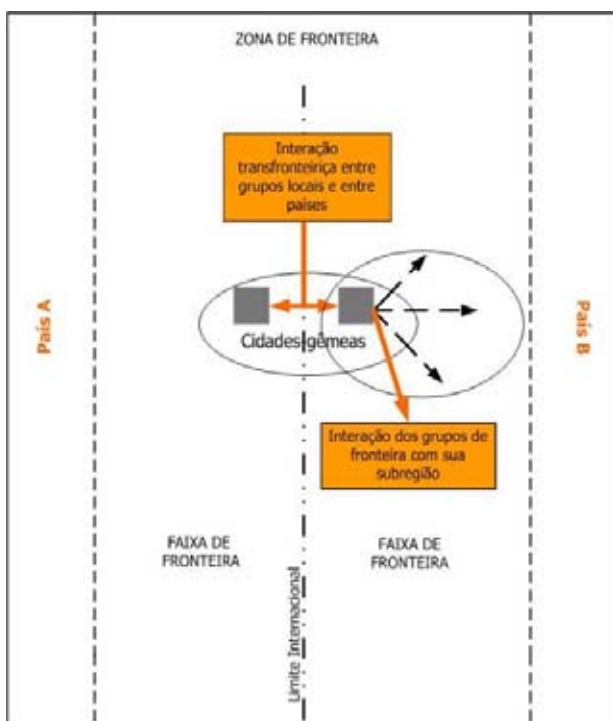 ZONA DE FRONTEIRA
Interação
transfronteiriça entre
grupos locais e entre
países
País A
País B
Cidades-gêmeas
Interação dos grupos de
fronteira com sua
subregião
FAIXA DE
FRONTEIRA
FAIXA DE
FRONTEIRA
Limite Internacional